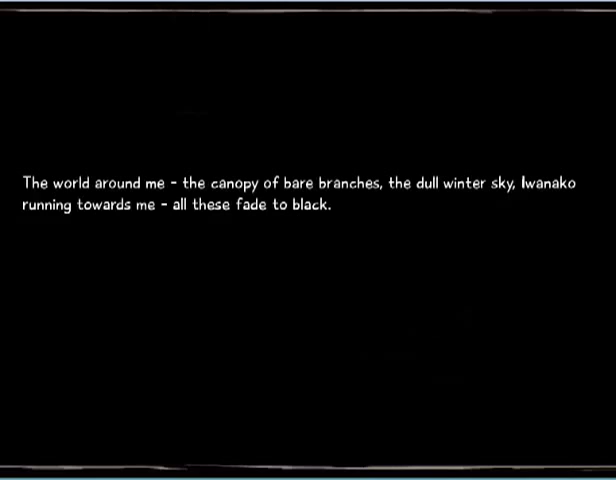 The world around me - the canopy of bare branches, the dull winter sky, Iwanako
running towards me - all these fade to black.